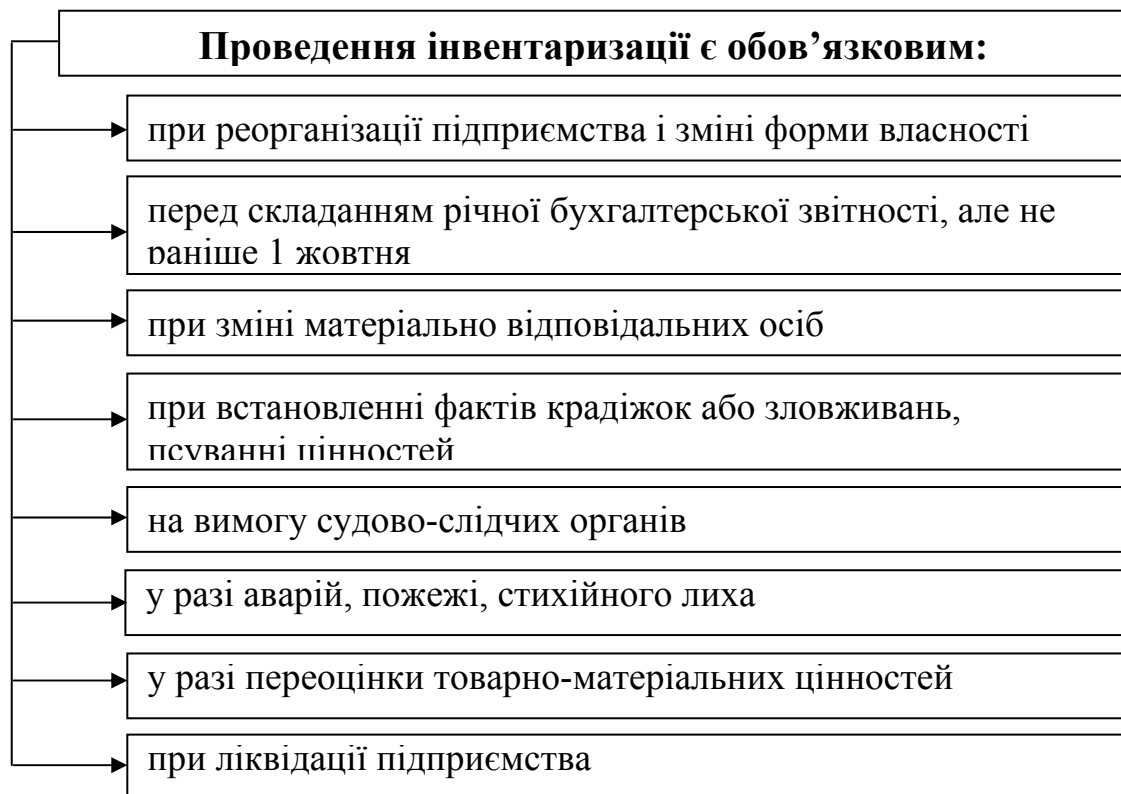 Проведення інвентаризації є обов’язковим:
при реорганізації підприємства і зміні форми власності
перед складанням річної бухгалтерської звітності, але не
раніше 1 жовтня
при зміні матеріально відповідальних осіб
при встановленні фактів крадіжок або зловживань,
псуванні цінностей
на вимогу судово-слідчих органів
у разі аварій, пожежі, стихійного лиха
у разі переоцінки товарно-матеріальних цінностей
при ліквідації підприємства